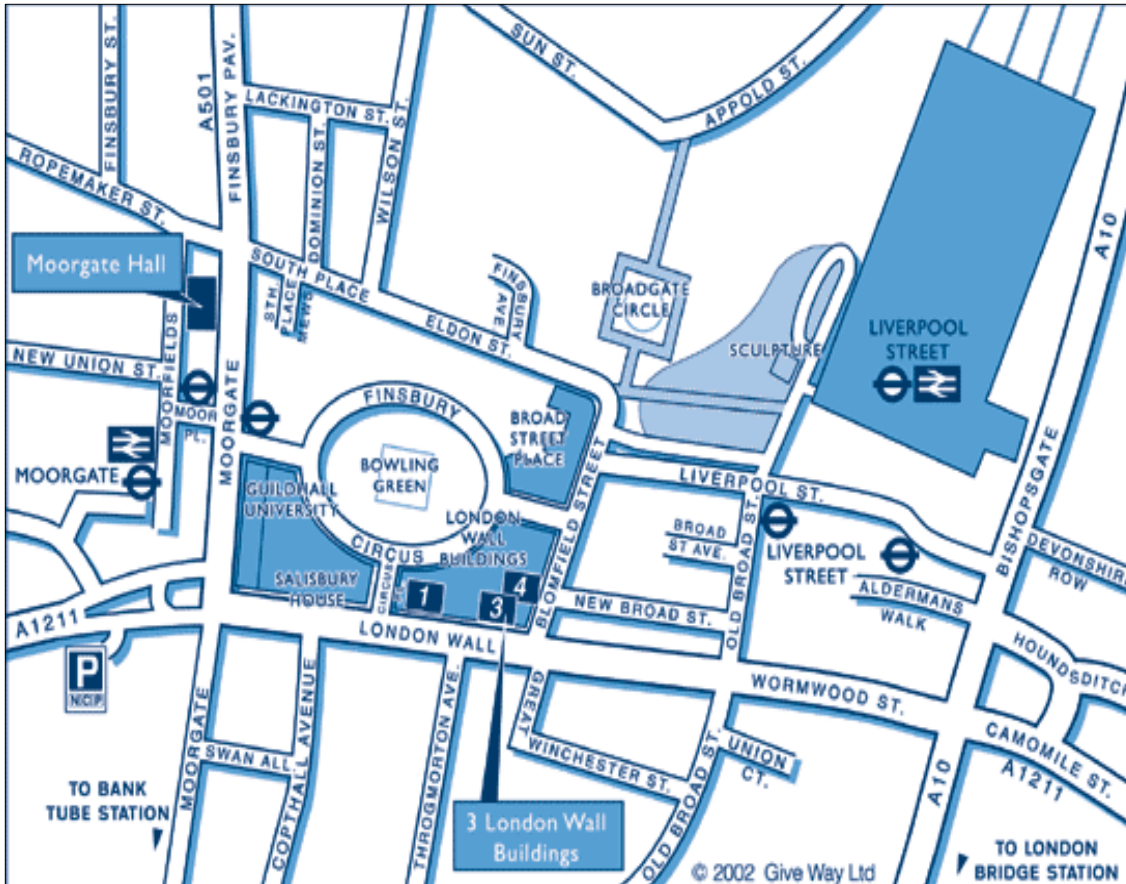 FINSBURY ST.
A501
FINSBURY PAV.
LACKINGTON ST.
DOMINION ST.
WILSON ST.
SUN ST.
APPOLD ST.
A10
ROPEMAKER ST.
Moorgate Hall
SOUTH PLACE
STH. PLACE MEWS
ELDON ST.
FINSBURY AVE
BROADGATE
CIRCLE
SCULPTURE
LIVERPOOL
STREET
NEW UNION ST.
MOORFIELDS
MOOR
PL.
MOORGATE
MOORGATE
FINSBURY
BOWLING
GREEN
CIRCUS
BROAD
STREET
PLACE
GUILDHALL
UNIVERSITY
LONDON
WALL
BUILDINGS
SALISBURY
HOUSE
CIRCUS
1
3
4
BLOMFIELD STREET
LIVERPOOL ST.
BROAD
ST AVE.
OLD BROAD ST.
LIVERPOOL
STREET
BISHOPSGATE
DEVONSHIRE
ROW
ALDERMANS
WALK
NEW BROAD ST.
HOUNDSDITCH
A1211
LONDON WALL
WORMWOOD ST.
CAMOMILE ST.
A1211
P
NCP
MOORGATE
SWAN ALL.
COPTHALL AVENUE
THROGMORTON AVE.
GREAT
WINCHESTER ST.
OLD BROAD ST.
UNION
CT.
A10
TO BANK
TUBE STATION
3 London Wall
Buildings
© 2002 Give Way Ltd
TO LONDON
BRIDGE STATION